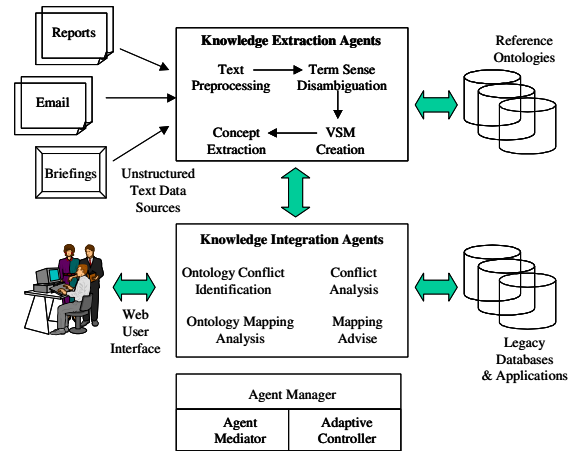 Reports
Email
Briefings
Unstructured
Text Data
Sources
Knowledge Extraction Agents
Text
Preprocessing
Term Sense
Disambiguation
Concept
Extraction
VSM
Creation
Reference
Ontologies
Knowledge Integration Agents
Ontology Conflict
Identification
Conflict
Analysis
Ontology Mapping
Analysis
Mapping
Advise
Web
User
Interface
Legacy
Databases
& Applications
Agent Manager
Agent
Mediator
Adaptive
Controller